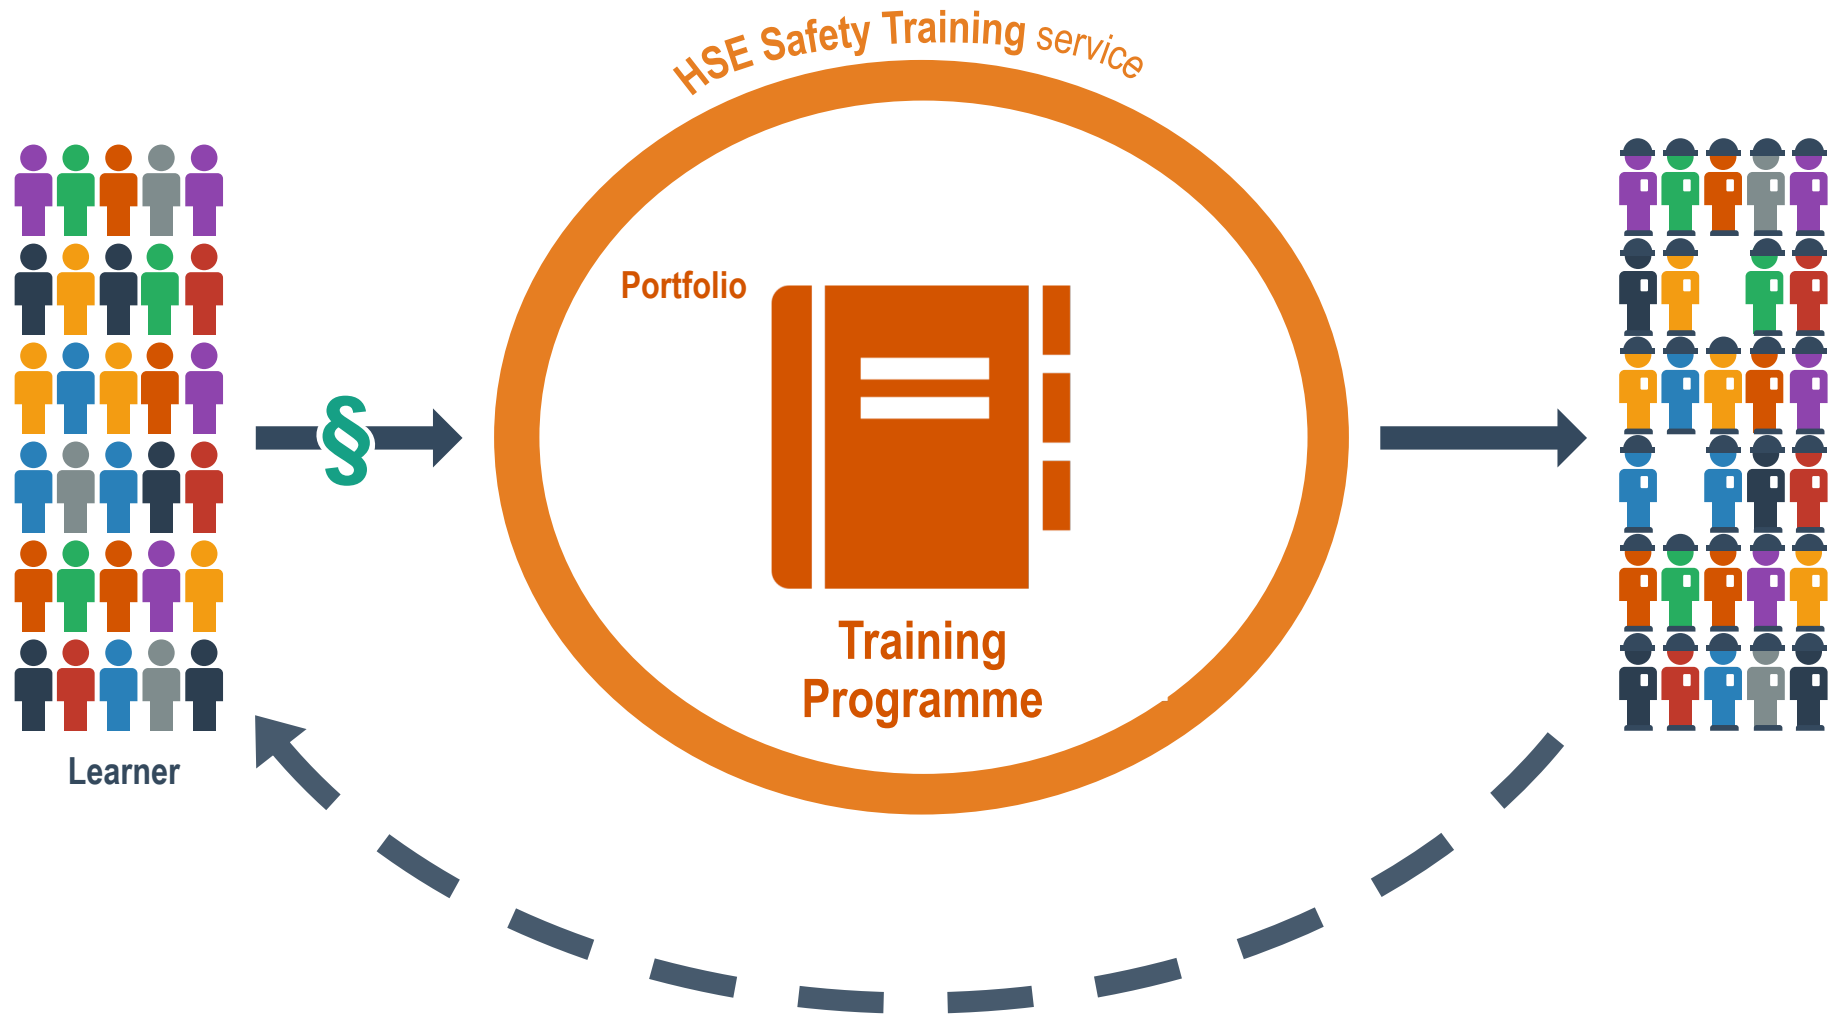 HSE Safety Training service
Portfolio
§
Training
Programme
Learner